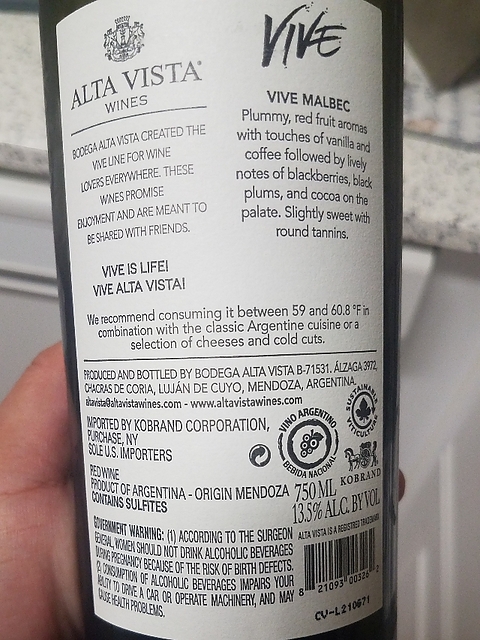 ALTA VISTA
WINES
BODEGA ALTA VISTA CREATED THE
VIVE LINE FOR WINE
LOVERS EVERYWHERE. THESE
WINES PROMISE
ENJOYMENT AND ARE MEANT TO
BE SHARED WITH FRIENDS.
VIVE IS LIFE!
VIVE ALTA VISTA!
VIVE
VIVE MALBEC
Plummy, red fruit aromas
with touches of vanilla and
coffee followed by lively
notes of blackberries, black
plums, and cocoa on the
palate. Slightly sweet with
round tannins.
We recommend consuming it between 59 and 60.8 °F in
combination with the classic Argentine cuisine or a
selection of cheeses and cold cuts.
PRODUCED AND BOTTLED BY BODEGA ALTA VISTA B-71531. ÁLZAGA 3972,
CHACRAS DE CORIA, LUJÁN DE CUYO, MENDOZA, ARGENTINA.
altavista@altavistawines.com - www.altavistawines.com
IMPORTED BY KOBRAND CORPORATION,
PURCHASE, NY
SOLE U.S. IMPORTERS
VINO ARGENTINO
BEBIDA NACIONAL
SUSTAINABLE
VITICULTURE
KOBRAND
RED WINE
PRODUCT OF ARGENTINA - ORIGIN MENDOZA
CONTAINS SULFITES
750 ML
13.5% ALC. BY VOL
ALTA VISTA IS A REGISTERED TRADEMARK
GOVERNMENT WARNING: (1) ACCORDING TO THE SURGEON
GENERAL, WOMEN SHOULD NOT DRINK ALCOHOLIC BEVERAGES
DURING PREGNANCY BECAUSE OF THE RISK OF BIRTH DEFECTS.
(2) CONSUMPTION OF ALCOHOLIC BEVERAGES IMPAIRS YOUR
ABILITY TO DRIVE A CAR OR OPERATE MACHINERY, AND MAY
CAUSE HEALTH PROBLEMS.
8 21093 00326 2
CV-L210671